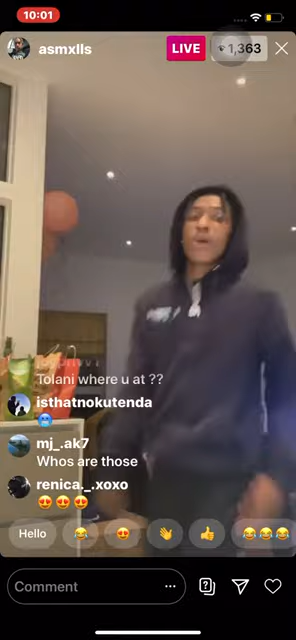 10:01
asmxlls
LIVE
1,363
Tolani where u at ??
isthatnokutenda
🥶
mj_.ak7
Whos are those
renica._.xoxo
😍😍😍
Hello 😂 😍 👋 👍 😂😂😂
Comment